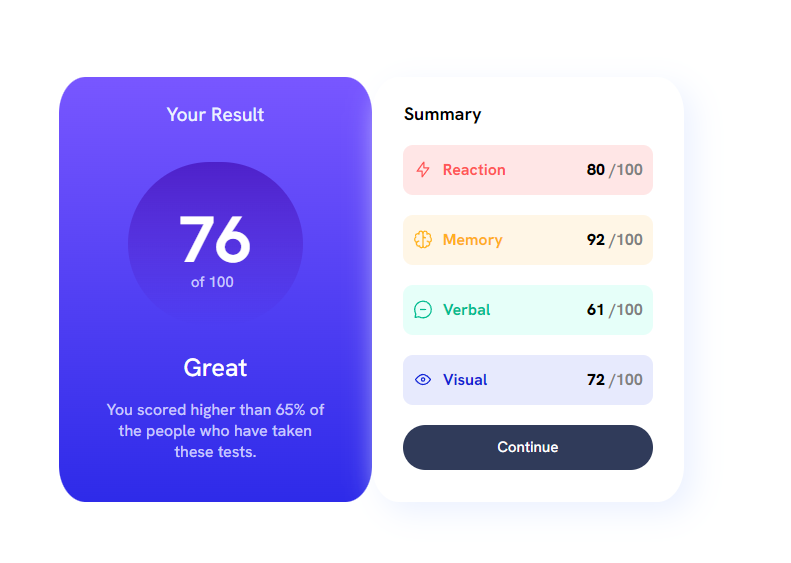 Your Result
76
of 100
Great
You scored higher than 65% of
the people who have taken
these tests.
Summary
Reaction 80 /100
Memory 92 /100
Verbal 61 /100
Visual 72 /100
Continue